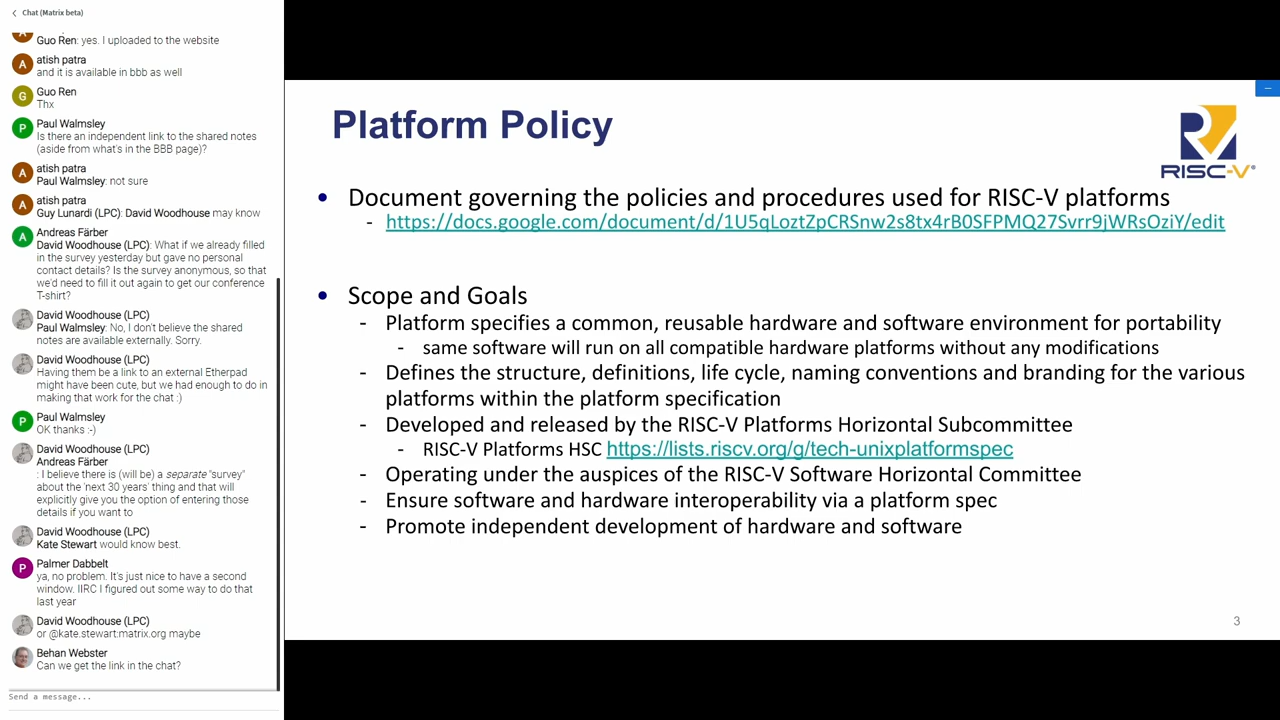 Chat (Matrix beta)
Guo Ren: yes. I uploaded to the website
atish patra
and it is available in bbb as well
Guo Ren
Thx
Paul Walmsley
Is there an independent link to the shared notes
(aside from what's in the BBB page)?
atish patra
Paul Walmsley: not sure
atish patra
Guy Lunardi (LPC): David Woodhouse may know
Andreas Färber
David Woodhouse (LPC): What if we already filled
in the survey yesterday but gave no personal
contact details? Is the survey anonymous, so that
we'd need to fill it out again to get our conference
T-shirt?
David Woodhouse (LPC)
Paul Walmsley: No, I don't believe the shared
notes are available externally. Sorry.
David Woodhouse (LPC)
Having them be a link to an external Etherpad
might have been cute, but we had enough to do in
making that work for the chat :)
Paul Walmsley
OK thanks :-)
David Woodhouse (LPC)
Andreas Färber
: I believe there is (will be) a separate "survey"
about the 'next 30 years' thing and that will
explicitly give you the option of entering those
details if you want to
David Woodhouse (LPC)
Kate Stewart would know best.
Palmer Dabbelt
ya, no problem. It's just nice to have a second
window. IIRC I figured out some way to do that
last year
David Woodhouse (LPC)
or @kate.stewart:matrix.org maybe
Behan Webster
Can we get the link in the chat?
Send a message...
Platform Policy
RISC-V
• Document governing the policies and procedures used for RISC-V platforms
- https://docs.google.com/document/d/1U5qLoztZpCRSnw2s8tx4rB0SFPMQ27Svrr9jWRsOziY/edit
• Scope and Goals
- Platform specifies a common, reusable hardware and software environment for portability
- same software will run on all compatible hardware platforms without any modifications
- Defines the structure, definitions, life cycle, naming conventions and branding for the various
platforms within the platform specification
- Developed and released by the RISC-V Platforms Horizontal Subcommittee
- RISC-V Platforms HSC https://lists.riscv.org/g/tech-unixplatformspec
- Operating under the auspices of the RISC-V Software Horizontal Committee
- Ensure software and hardware interoperability via a platform spec
- Promote independent development of hardware and software
3